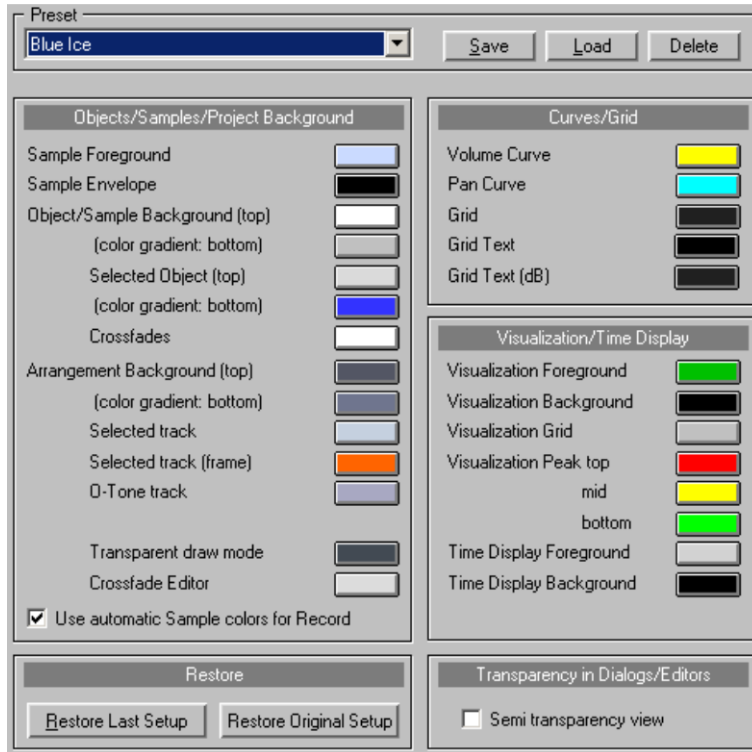 Preset
Blue Ice
Save
Load
Delete
Objects/Samples/Project Background
Sample Foreground
Sample Envelope
Object/Sample Background (top)
(color gradient: bottom)
Selected Object (top)
(color gradient: bottom)
Crossfades
Arrangement Background (top)
(color gradient: bottom)
Selected track
Selected track (frame)
O-Tone track
Transparent draw mode
Crossfade Editor
Use automatic Sample colors for Record
Curves/Grid
Volume Curve
Pan Curve
Grid
Grid Text
Grid Text (dB)
Visualization/Time Display
Visualization Foreground
Visualization Background
Visualization Grid
Visualization Peak top
mid
bottom
Time Display Foreground
Time Display Background
Restore
Restore Last Setup
Restore Original Setup
Transparency in Dialogs/Editors
Semi transparency view